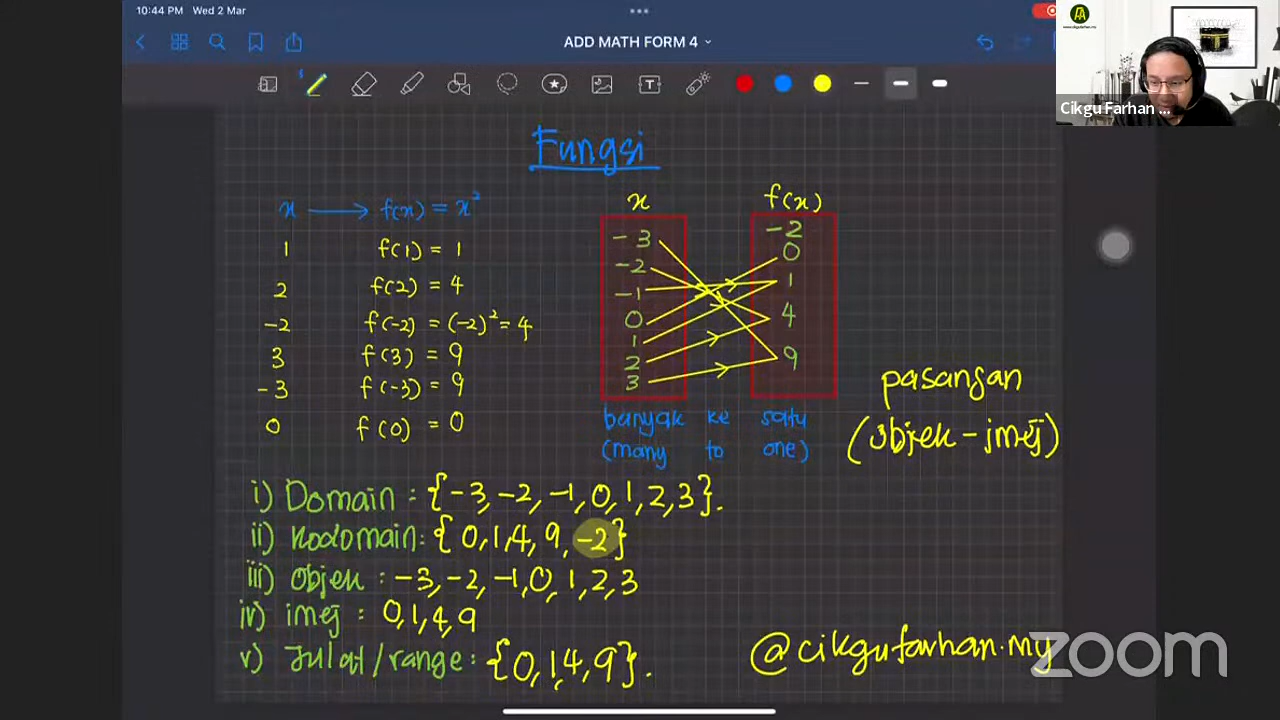 10:44 PM Wed 2 Mar
ADD MATH FORM 4
www.cikgufarhan.my
Cikgu Farhan ...
Fungsi
x → f(x) = x²
1 f(1) = 1
2 f(2) = 4
-2 f(-2) = (-2)² = 4
3 f(3) = 9
-3 f(-3) = 9
0 f(0) = 0
x f(x)
-3
-2
-1
0
1
2
3
-2
0
1
4
9
banyak ke satu
(many to one)
pasangan
(Objek - imej)
i) Domain : {-3, -2, -1, 0, 1, 2, 3}.
ii) Kodomain: { 0, 1, 4, 9, -2}
iii) objek : -3, -2, -1, 0, 1, 2, 3
iv) imej : 0, 1, 4, 9
v) Julat/range : {0, 1, 4, 9}.
@cikgufarhan.my
zoom